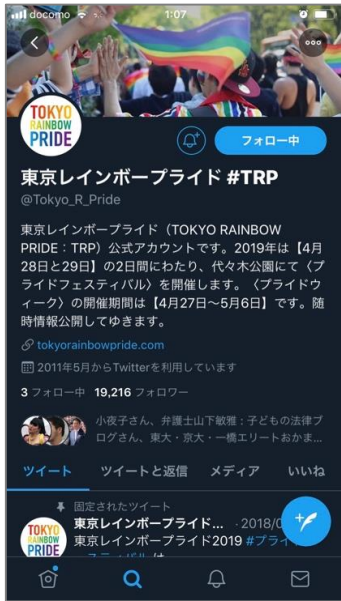 docomo
1:07
TOKYO
RAINBOW
PRIDE
フォロー中
東京レインボープライド #TRP
@Tokyo_R_Pride
東京レインボープライド（TOKYO RAINBOW
PRIDE：TRP）公式アカウントです。2019年は【4月
28日と29日】の2日間にわたり、代々木公園にて〈プ
ライドフェスティバル〉を開催します。〈プライドウ
ィーク〉の開催期間は【4月27日〜5月6日】です。随
時情報公開してゆきます。
tokyorainbowpride.com
2011年5月からTwitterを利用しています
3 フォロー中 19,216 フォロワー
小夜子さん、弁護士山下敏雅：子どもの法律ブ
ログさん、東大・京大・一橋エリートおかま...
ツイート ツイートと返信 メディア いいね
固定されたツイート
東京レインボープライド... ・2018/0
TOKYO
RAINBOW
PRIDE
東京レインボープライド2019 #プライ